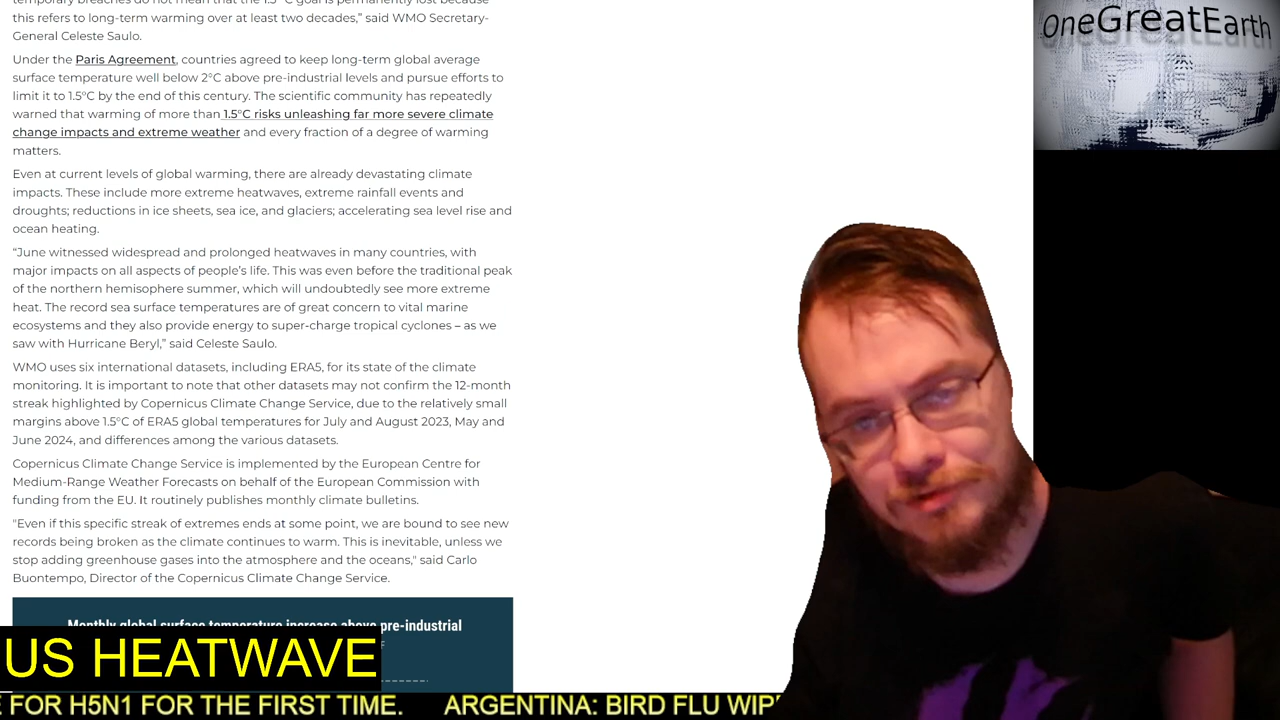 temporary breaches do not mean that the 1.5°C goal is permanently lost because
this refers to long-term warming over at least two decades,” said WMO Secretary-
General Celeste Saulo.
Under the Paris Agreement, countries agreed to keep long-term global average
surface temperature well below 2°C above pre-industrial levels and pursue efforts to
limit it to 1.5°C by the end of this century. The scientific community has repeatedly
warned that warming of more than 1.5°C risks unleashing far more severe climate
change impacts and extreme weather and every fraction of a degree of warming
matters.
Even at current levels of global warming, there are already devastating climate
impacts. These include more extreme heatwaves, extreme rainfall events and
droughts; reductions in ice sheets, sea ice, and glaciers; accelerating sea level rise and
ocean heating.
“June witnessed widespread and prolonged heatwaves in many countries, with
major impacts on all aspects of people’s life. This was even before the traditional peak
of the northern hemisphere summer, which will undoubtedly see more extreme
heat. The record sea surface temperatures are of great concern to vital marine
ecosystems and they also provide energy to super-charge tropical cyclones – as we
saw with Hurricane Beryl,” said Celeste Saulo.
WMO uses six international datasets, including ERA5, for its state of the climate
monitoring. It is important to note that other datasets may not confirm the 12-month
streak highlighted by Copernicus Climate Change Service, due to the relatively small
margins above 1.5°C of ERA5 global temperatures for July and August 2023, May and
June 2024, and differences among the various datasets.
Copernicus Climate Change Service is implemented by the European Centre for
Medium-Range Weather Forecasts on behalf of the European Commission with
funding from the EU. It routinely publishes monthly climate bulletins.
"Even if this specific streak of extremes ends at some point, we are bound to see new
records being broken as the climate continues to warm. This is inevitable, unless we
stop adding greenhouse gases into the atmosphere and the oceans," said Carlo
Buontempo, Director of the Copernicus Climate Change Service.
Monthly global surface temperature increase above pre-industrial
US HEATWAVE
FOR H5N1 FOR THE FIRST TIME. ARGENTINA: BIRD FLU WIP
OneGreatEarth